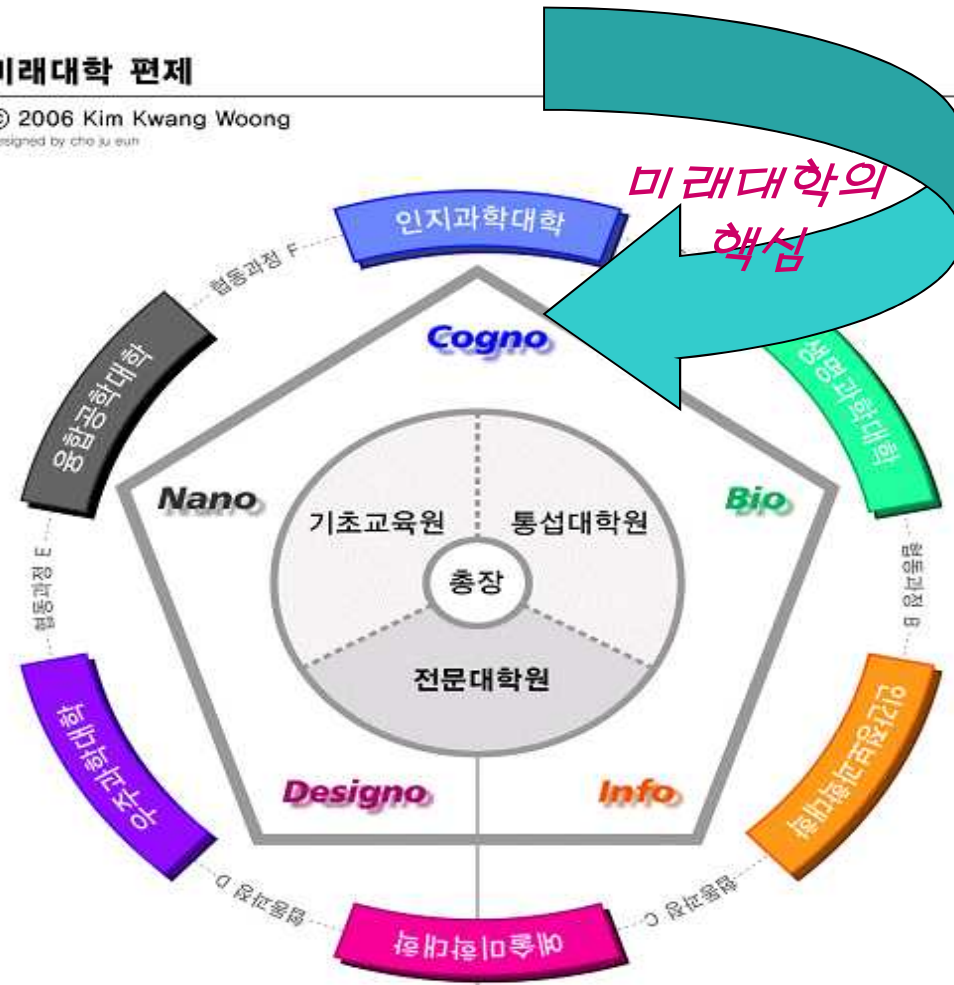 미래대학 편제
© 2006 Kim Kwang Woong
designed by cho ju eun
미래대학의
핵심
인지과학대학
협동과정 F
Cogno
융합공학대학
생명과학대학
Nano
Bio
기초교육원
통섭대학원
총장
협동과정 E
협동과정 B
전문대학원
우주과학대학
인간정보과학대학
Designo
Info
협동과정 D
협동과정 C
예술미학대학